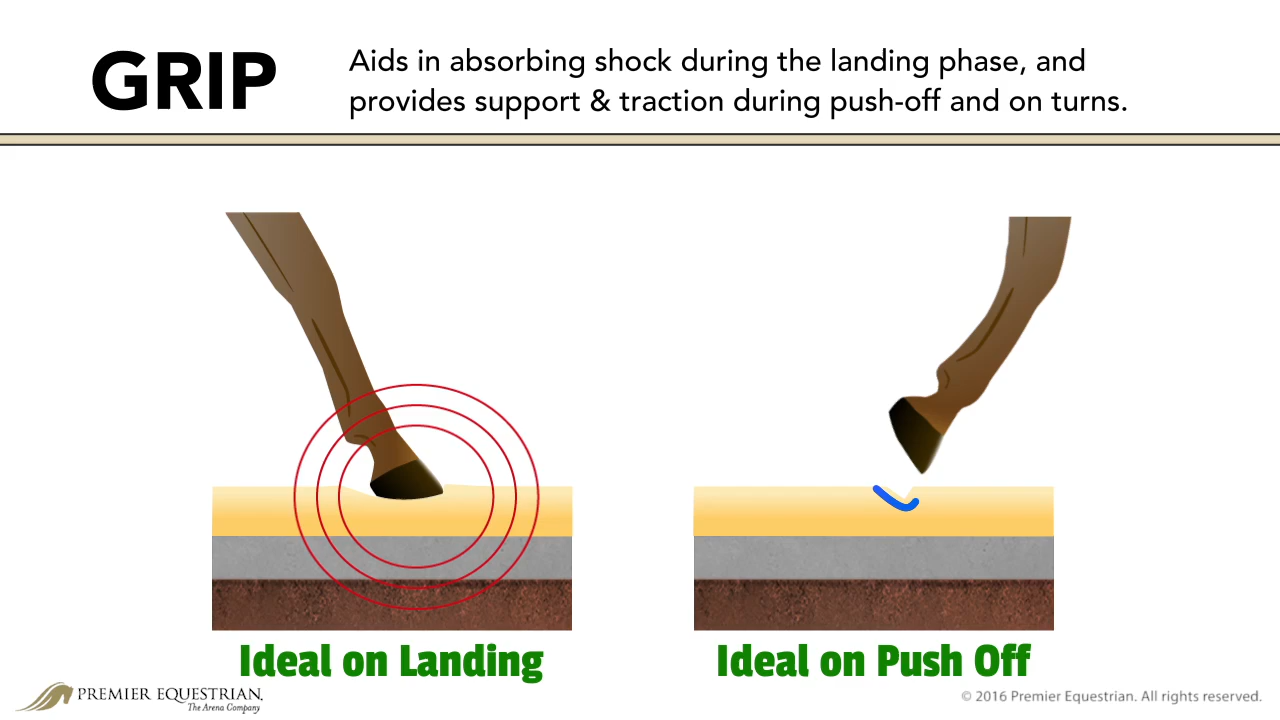 GRIP
Aids in absorbing shock during the landing phase, and
provides support & traction during push-off and on turns.
Ideal on Landing
Ideal on Push Off
PREMIER EQUESTRIAN.
The Arena Company
© 2016 Premier Equestrian. All rights reserved.